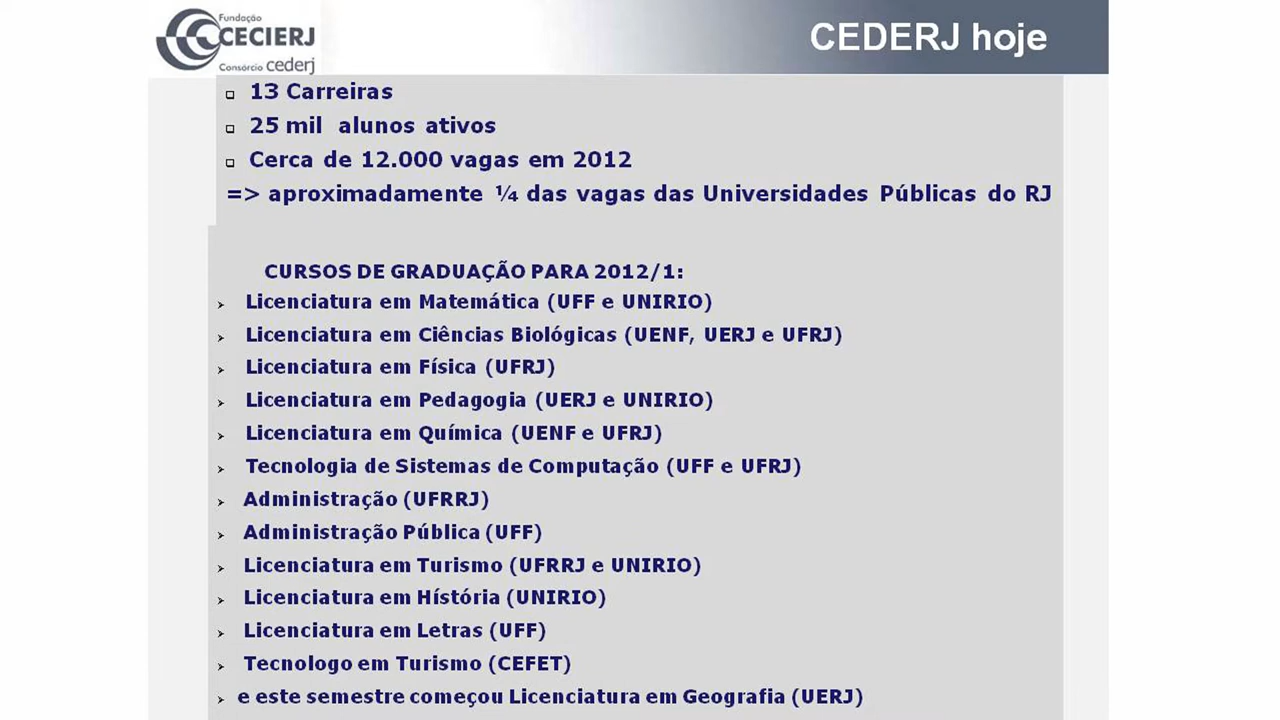 Fundação
CECIERJ
Consórcio cederj
CEDERJ hoje
13 Carreiras
25 mil alunos ativos
Cerca de 12.000 vagas em 2012
=> aproximadamente ¼ das vagas das Universidades Públicas do RJ
CURSOS DE GRADUAÇÃO PARA 2012/1:
Licenciatura em Matemática (UFF e UNIRIO)
Licenciatura em Ciências Biológicas (UENF, UERJ e UFRJ)
Licenciatura em Física (UFRJ)
Licenciatura em Pedagogia (UERJ e UNIRIO)
Licenciatura em Química (UENF e UFRJ)
Tecnologia de Sistemas de Computação (UFF e UFRJ)
Administração (UFRRJ)
Administração Pública (UFF)
Licenciatura em Turismo (UFRRJ e UNIRIO)
Licenciatura em Hístória (UNIRIO)
Licenciatura em Letras (UFF)
Tecnologo em Turismo (CEFET)
e este semestre começou Licenciatura em Geografia (UERJ)